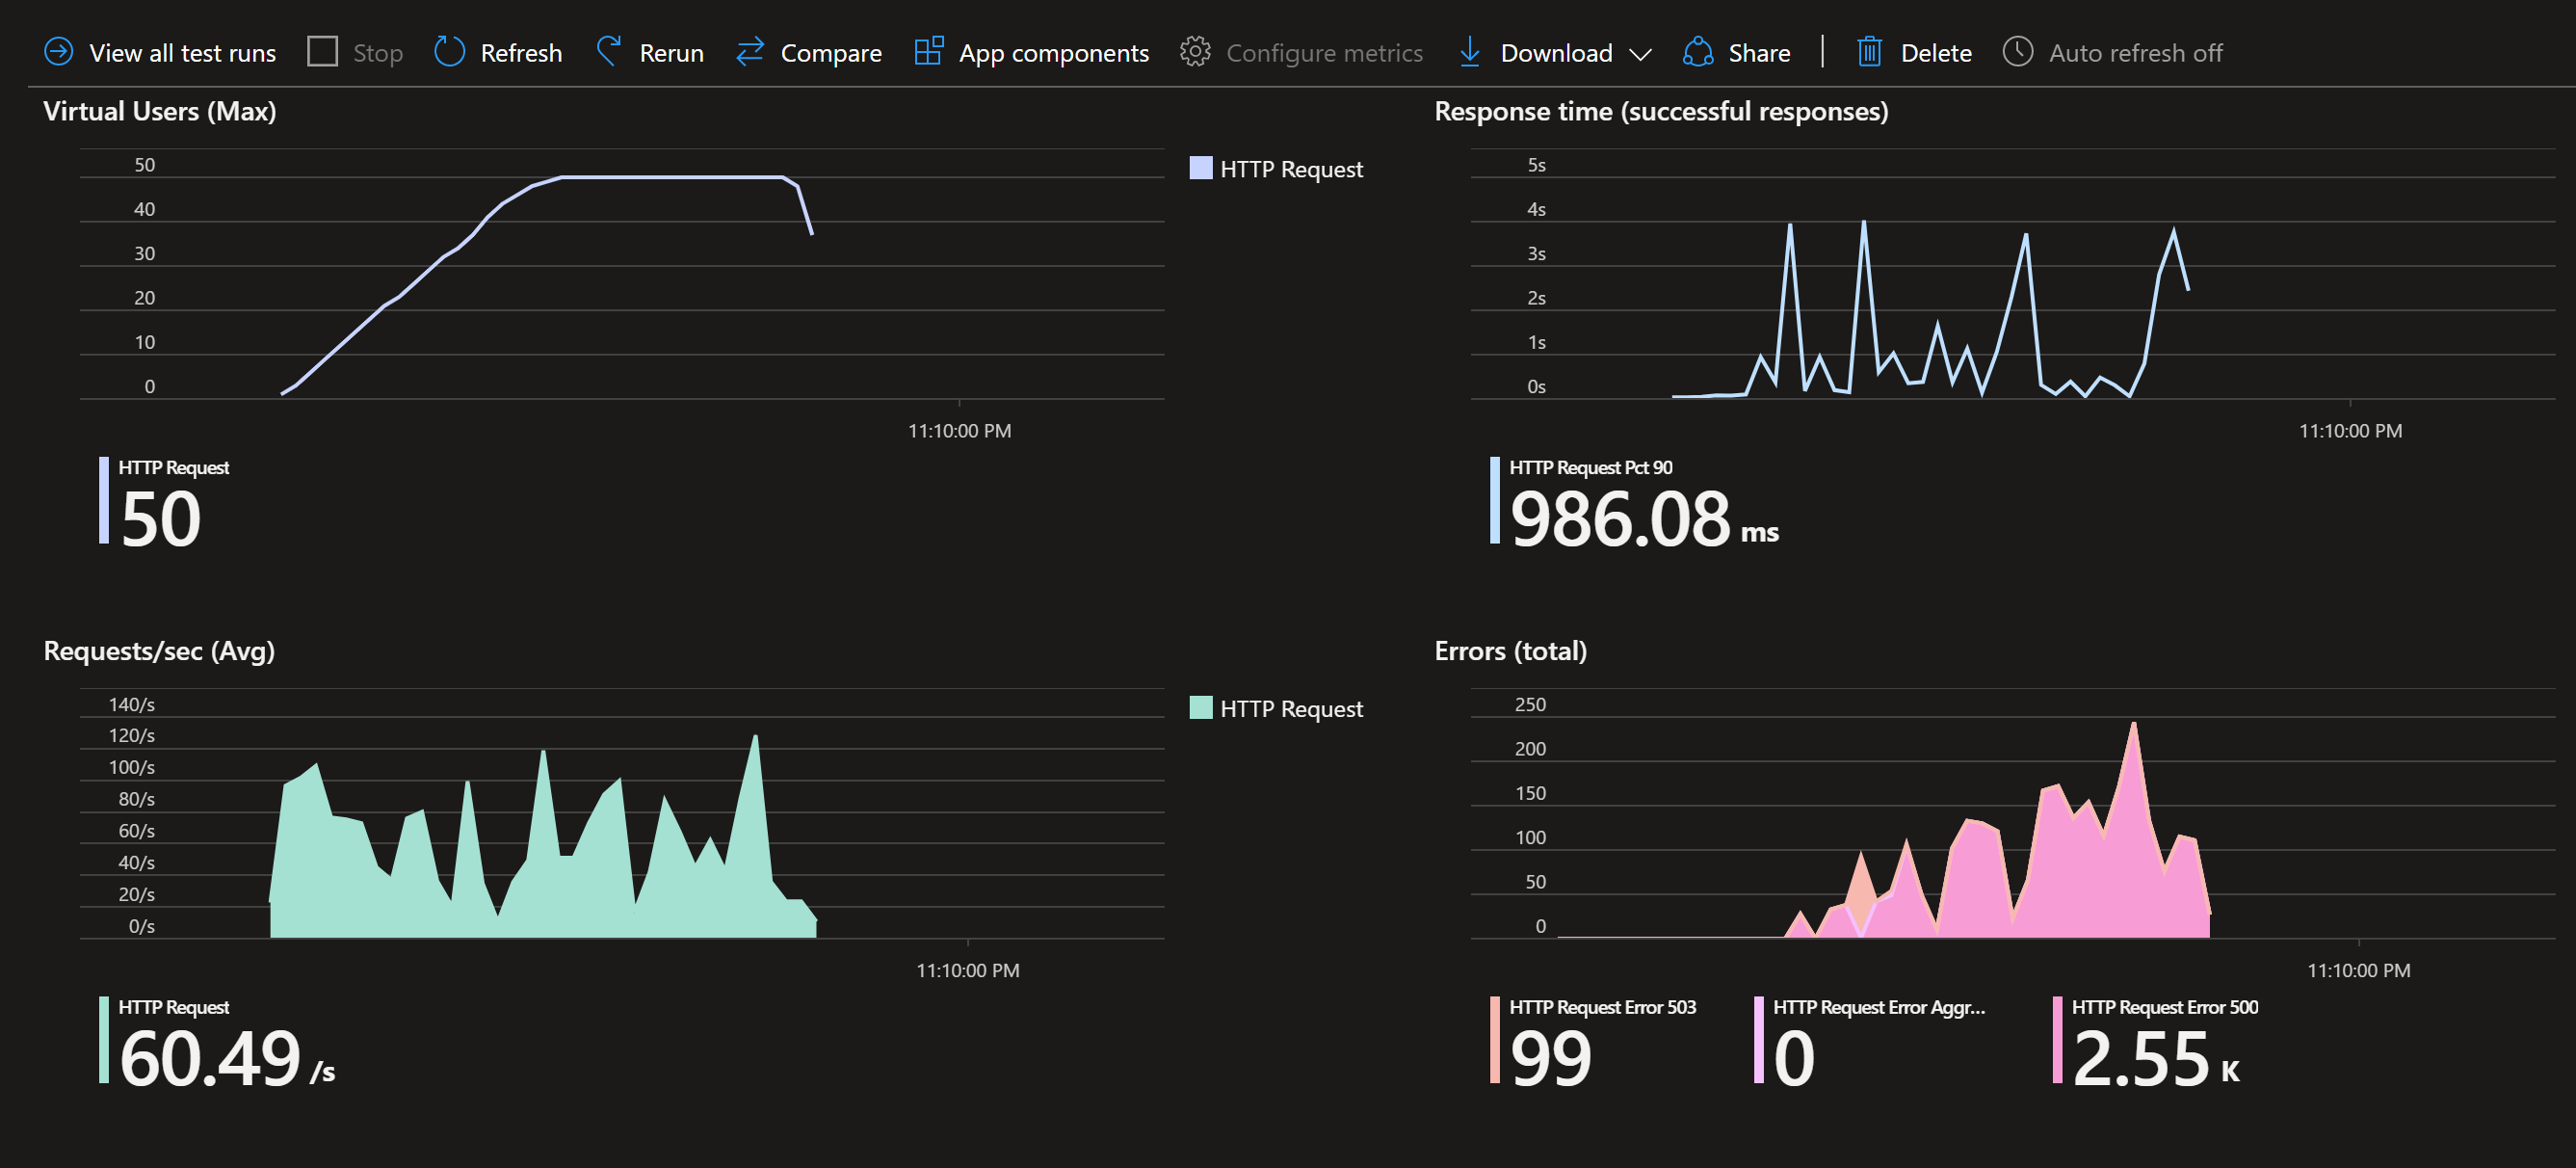 View all test runs Stop Refresh Rerun Compare App components Configure metrics Download Share Delete Auto refresh off
Virtual Users (Max)
50
40
30
20
10
0
11:10:00 PM
HTTP Request
HTTP Request
50
Response time (successful responses)
5s
4s
3s
2s
1s
0s
11:10:00 PM
HTTP Request Pct 90
986.08 ms
Requests/sec (Avg)
140/s
120/s
100/s
80/s
60/s
40/s
20/s
0/s
11:10:00 PM
HTTP Request
HTTP Request
60.49 /s
Errors (total)
250
200
150
100
50
0
11:10:00 PM
HTTP Request Error 503
99
HTTP Request Error Aggr...
0
HTTP Request Error 500
2.55 K